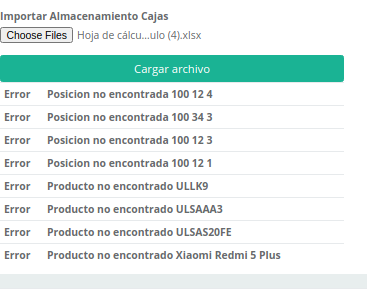 Importar Almacenamiento Cajas
Choose Files Hoja de cálcu...ulo (4).xlsx
Cargar archivo
Error Posicion no encontrada 100 12 4
Error Posicion no encontrada 100 34 3
Error Posicion no encontrada 100 12 3
Error Posicion no encontrada 100 12 1
Error Producto no encontrado ULLK9
Error Producto no encontrado ULSAAA3
Error Producto no encontrado ULSAS20FE
Error Producto no encontrado Xiaomi Redmi 5 Plus